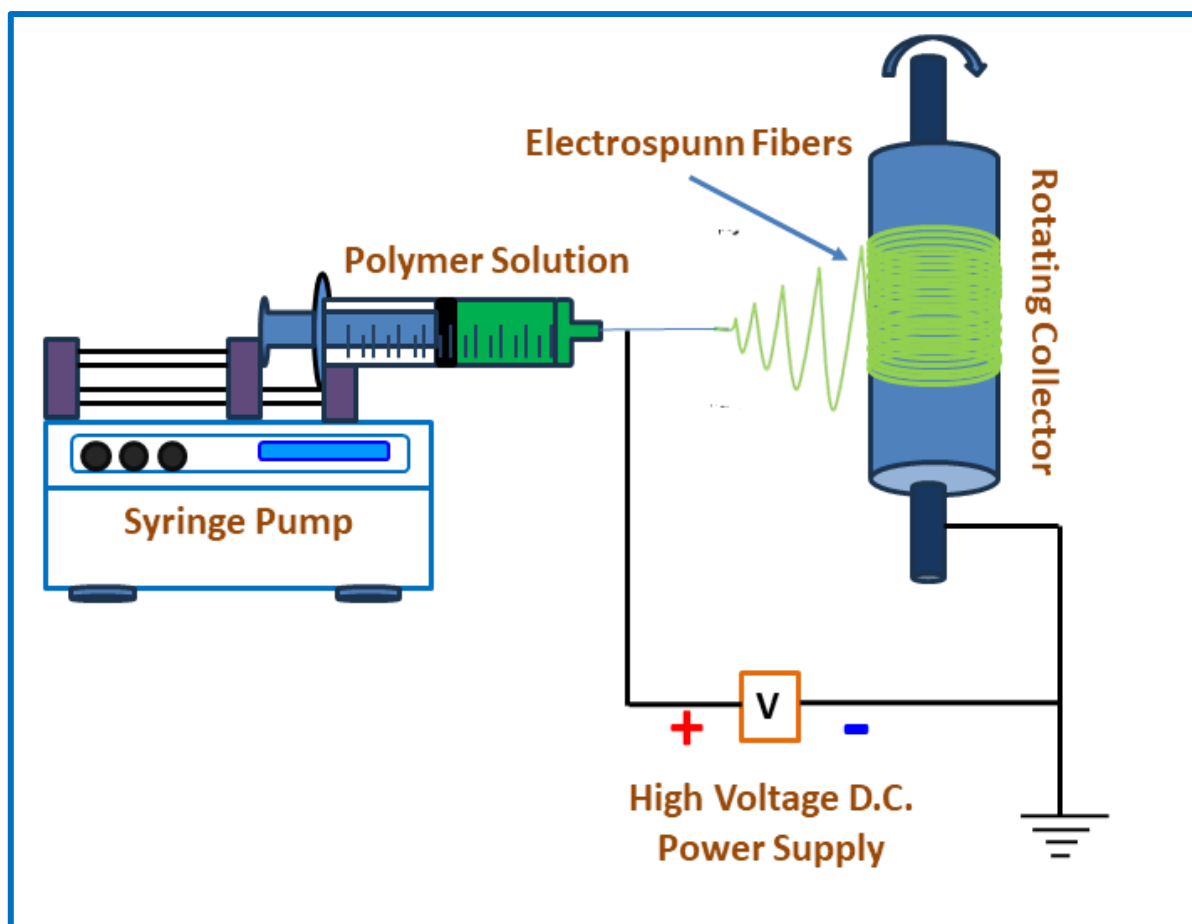 Electrospunn Fibers
Polymer Solution
Rotating Collector
Syringe Pump
V
+ -
High Voltage D.C.
Power Supply